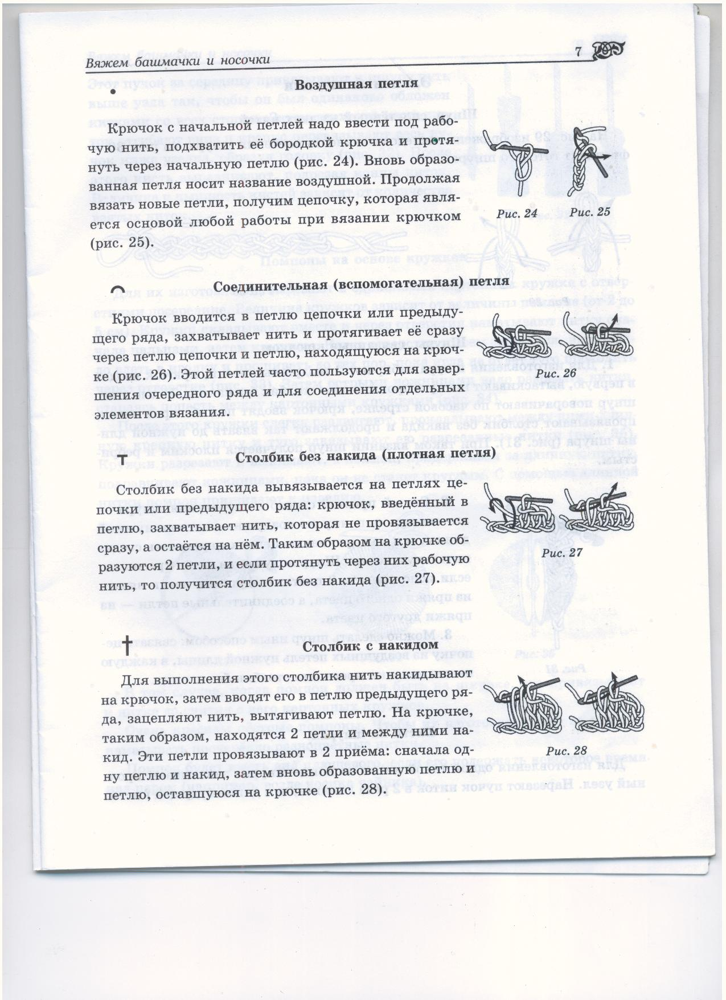 Вяжем башмачки и носочки
7
Воздушная петля
Крючок с начальной петлей надо ввести под рабо-
чую нить, подхватить её бородкой крючка и протя-
нуть через начальную петлю (рис. 24). Вновь образо-
ванная петля носит название воздушной. Продолжая
вязать новые петли, получим цепочку, которая явля-
ется основой любой работы при вязании крючком
(рис. 25).
Рис. 24
Рис. 25
Соединительная (вспомогательная) петля
Крючок вводится в петлю цепочки или предыду-
щего ряда, захватывает нить и протягивает её сразу
через петлю цепочки и петлю, находящуюся на крюч-
ке (рис. 26). Этой петлей часто пользуются для завер-
шения очередного ряда и для соединения отдельных
элементов вязания.
Рис. 26
Столбик без накида (плотная петля)
Столбик без накида вывязывается на петлях це-
почки или предыдущего ряда: крючок, введённый в
петлю, захватывает нить, которая не провязывается
сразу, а остаётся на нём. Таким образом на крючке об-
разуются 2 петли, и если протянуть через них рабочую
нить, то получится столбик без накида (рис. 27).
Рис. 27
Столбик с накидом
Для выполнения этого столбика нить накидывают
на крючок, затем вводят его в петлю предыдущего ря-
да, зацепляют нить, вытягивают петлю. На крючке,
таким образом, находятся 2 петли и между ними на-
кид. Эти петли провязывают в 2 приёма: сначала од-
ну петлю и накид, затем вновь образованную петлю и
петлю, оставшуюся на крючке (рис. 28).
Рис. 28